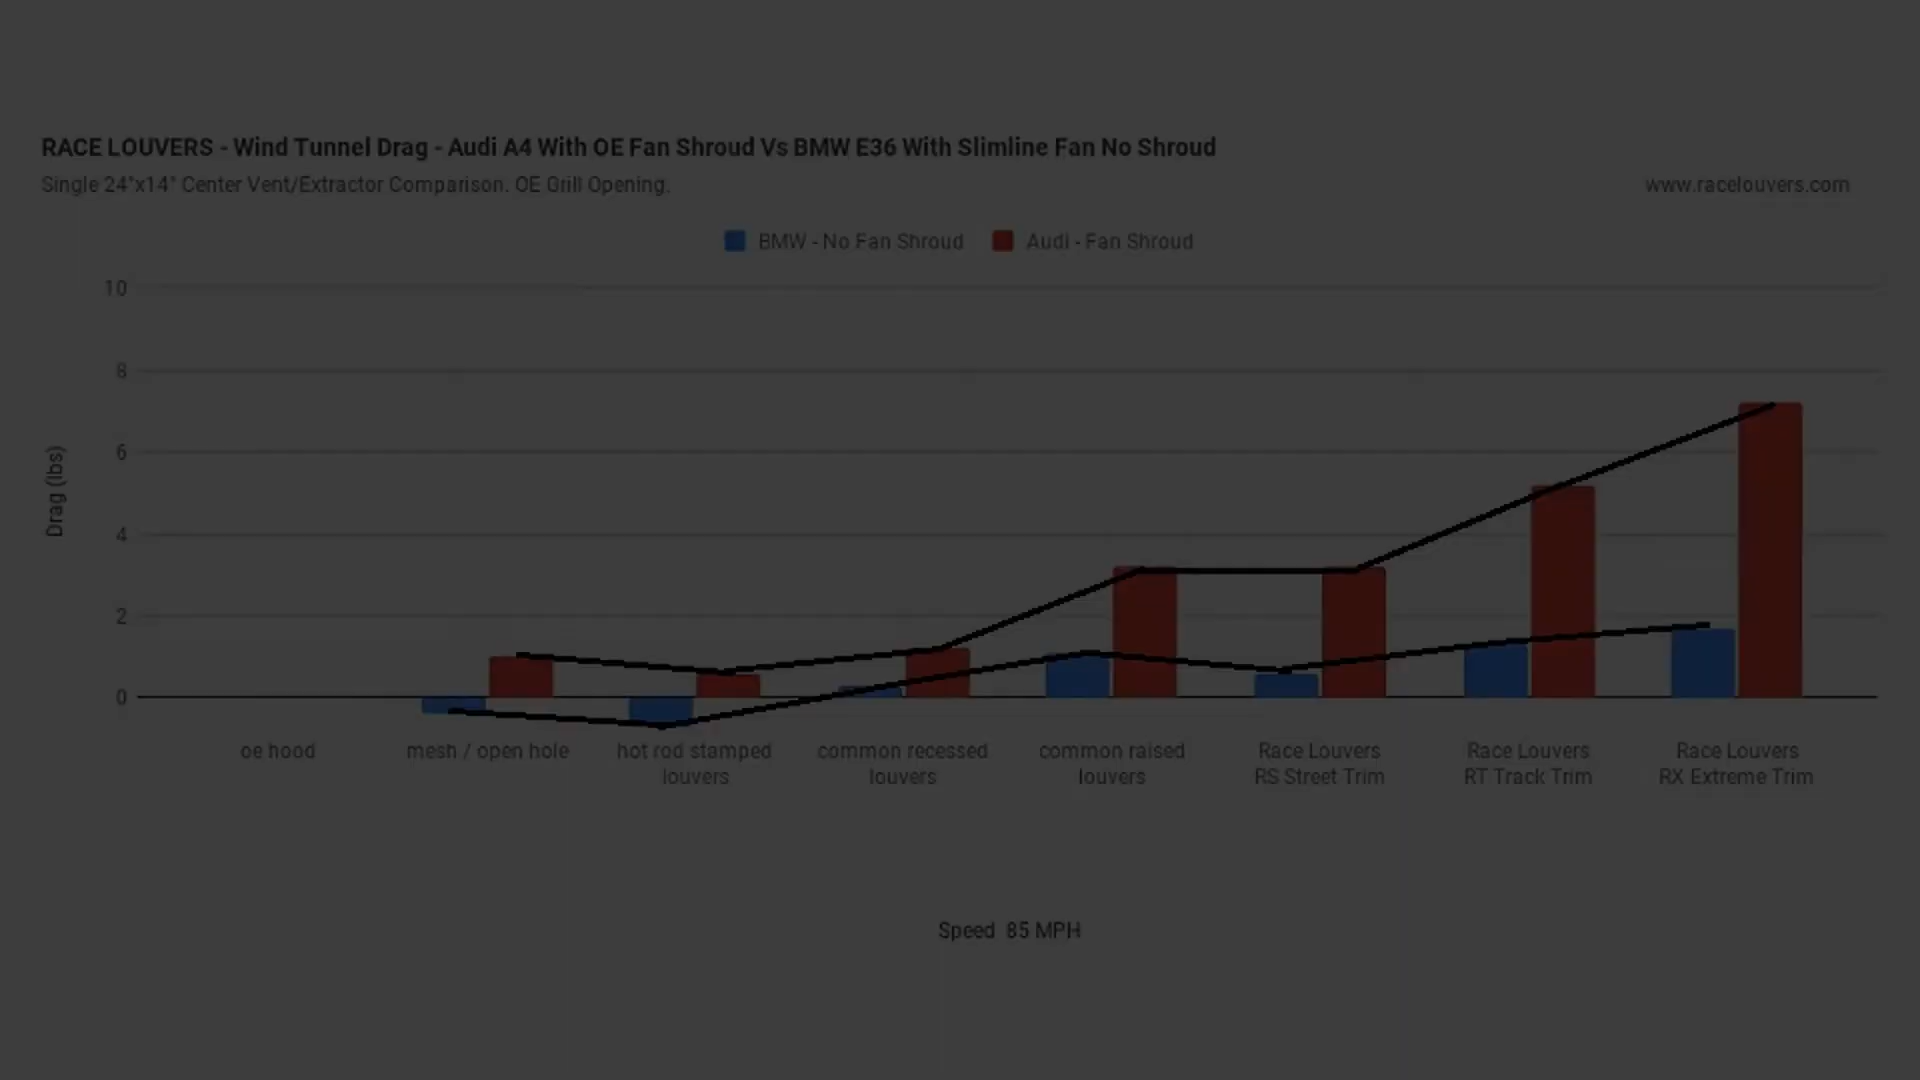 RACE LOUVERS - Wind Tunnel Drag - Audi A4 With OE Fan Shroud Vs BMW E36 With Slimline Fan No Shroud
Single 24"x14" Center Vent/Extractor Comparison. OE Grill Opening.
www.racelouvers.com
BMW - No Fan Shroud
Audi - Fan Shroud
10
8
6
4
2
0
Drag (lbs)
oe hood
mesh / open hole
hot rod stamped
louvers
common recessed
louvers
common raised
louvers
Race Louvers
RS Street Trim
Race Louvers
RT Track Trim
Race Louvers
RX Extreme Trim
Speed 85 MPH